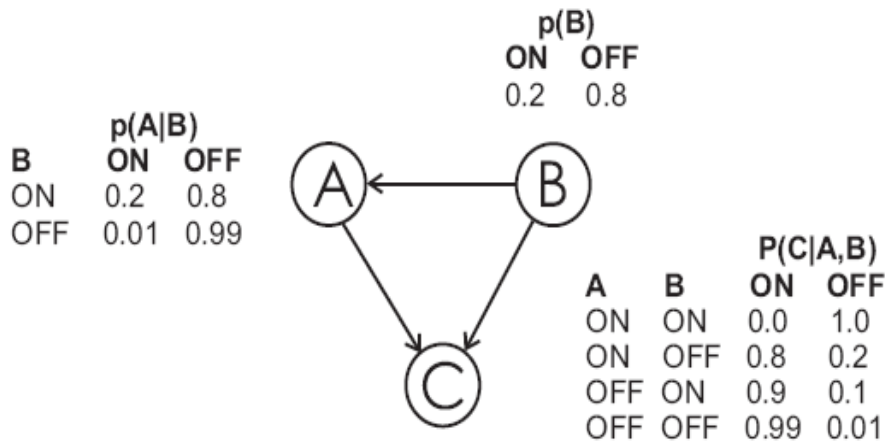 p(B)
ON OFF
0.2 0.8
p(A|B)
B ON OFF
ON 0.2 0.8
OFF 0.01 0.99
A
B
P(C|A,B)
A B ON OFF
ON ON 0.0 1.0
ON OFF 0.8 0.2
OFF ON 0.9 0.1
OFF OFF 0.99 0.01
C